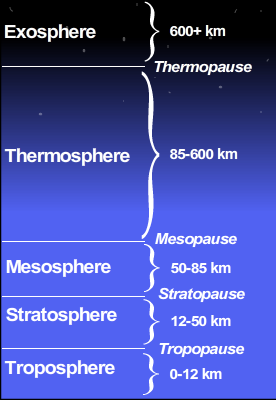 Exosphere 600+ km
Thermopause
Thermosphere 85-600 km
Mesopause
Mesosphere 50-85 km
Stratopause
Stratosphere 12-50 km
Tropopause
Troposphere 0-12 km